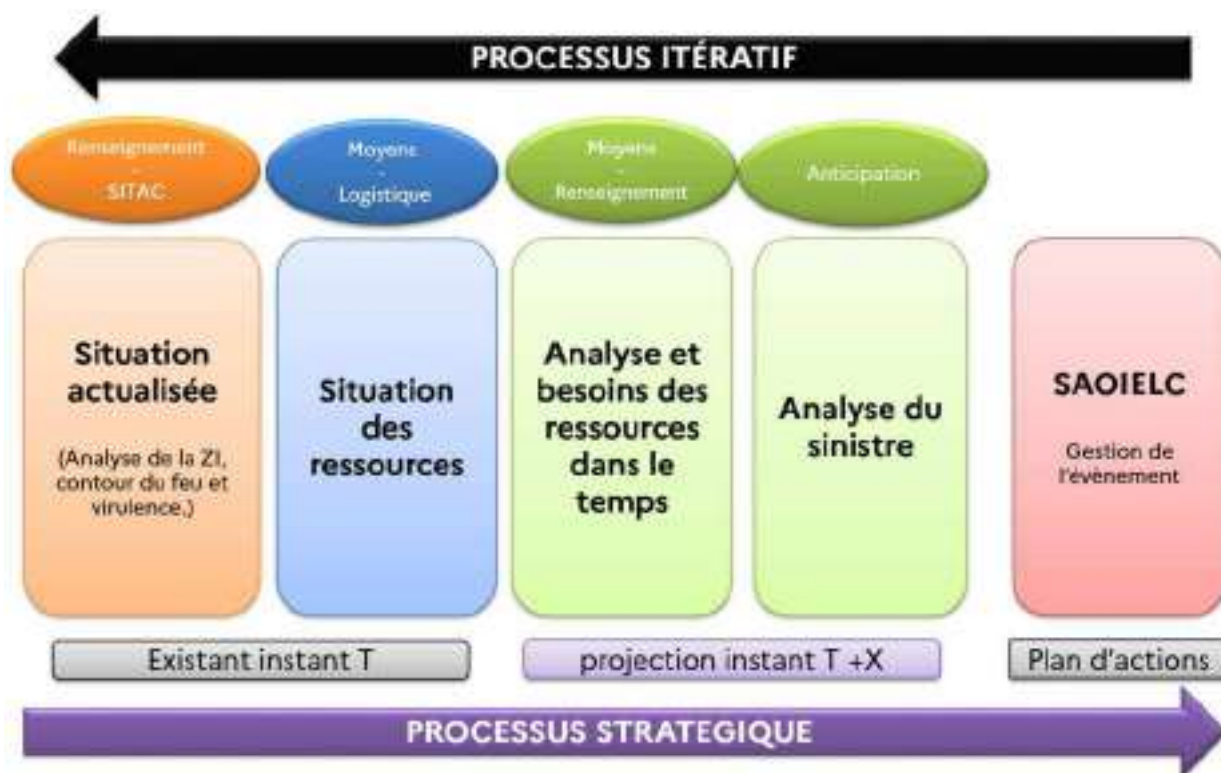 PROCESSUS ITÉRATIF
Renseignement
-
SITAC
Moyens
-
Logistique
Moyens
-
Renseignement
Anticipation
Situation
actualisée
(Analyse de la ZI,
contour du feu et
virulence.)
Situation
des
ressources
Analyse et
besoins des
ressources
dans le
temps
Analyse du
sinistre
SAOIELC
Gestion de
l'évènement
Existant instant T
projection instant T +X
Plan d'actions
PROCESSUS STRATEGIQUE